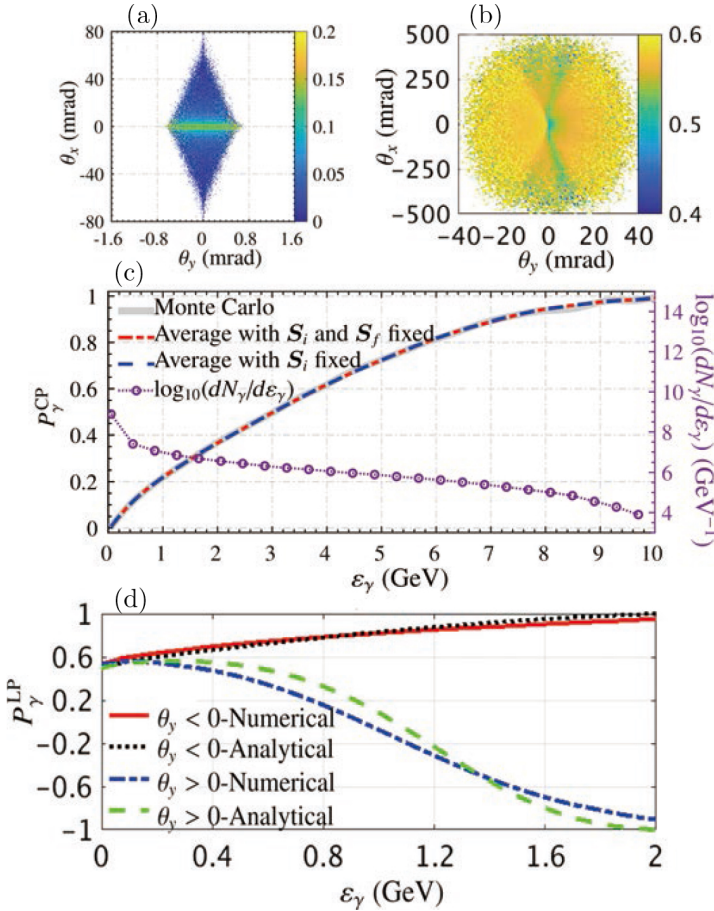 (a)
80
40
0
-40
-80
θx (mrad)
-1.6 -0.8 0 0.8 1.6
θy (mrad)
0.2
0.15
0.1
0.05
0
(b)
500
250
0
-250
-500
θx (mrad)
-40 -20 0 20 40
θy (mrad)
0.6
0.5
0.4
(c)
Monte Carlo
Average with Si and Sf fixed
Average with Si fixed
log10(dNγ/dεγ)
1
0.8
0.6
0.4
0.2
0
PγCP
14
12
10
8
6
4
log10(dNγ/dεγ) (GeV−1)
0 1 2 3 4 5 6 7 8 9 10
εγ (GeV)
(d)
1
0.6
0.2
-0.2
-0.6
-1
PγLP
θy < 0-Numerical
θy < 0-Analytical
θy > 0-Numerical
θy > 0-Analytical
0 0.4 0.8 1.2 1.6 2
εγ (GeV)